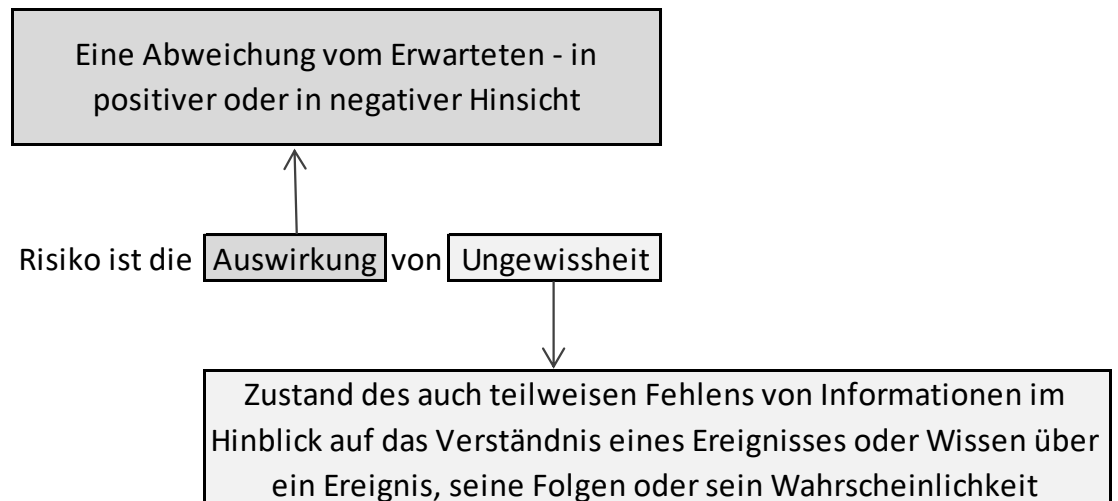 Eine Abweichung vom Erwarteten - in
positiver oder in negativer Hinsicht
Risiko ist die Auswirkung von Ungewissheit
Zustand des auch teilweisen Fehlens von Informationen im
Hinblick auf das Verständnis eines Ereignisses oder Wissen über
ein Ereignis, seine Folgen oder sein Wahrscheinlichkeit